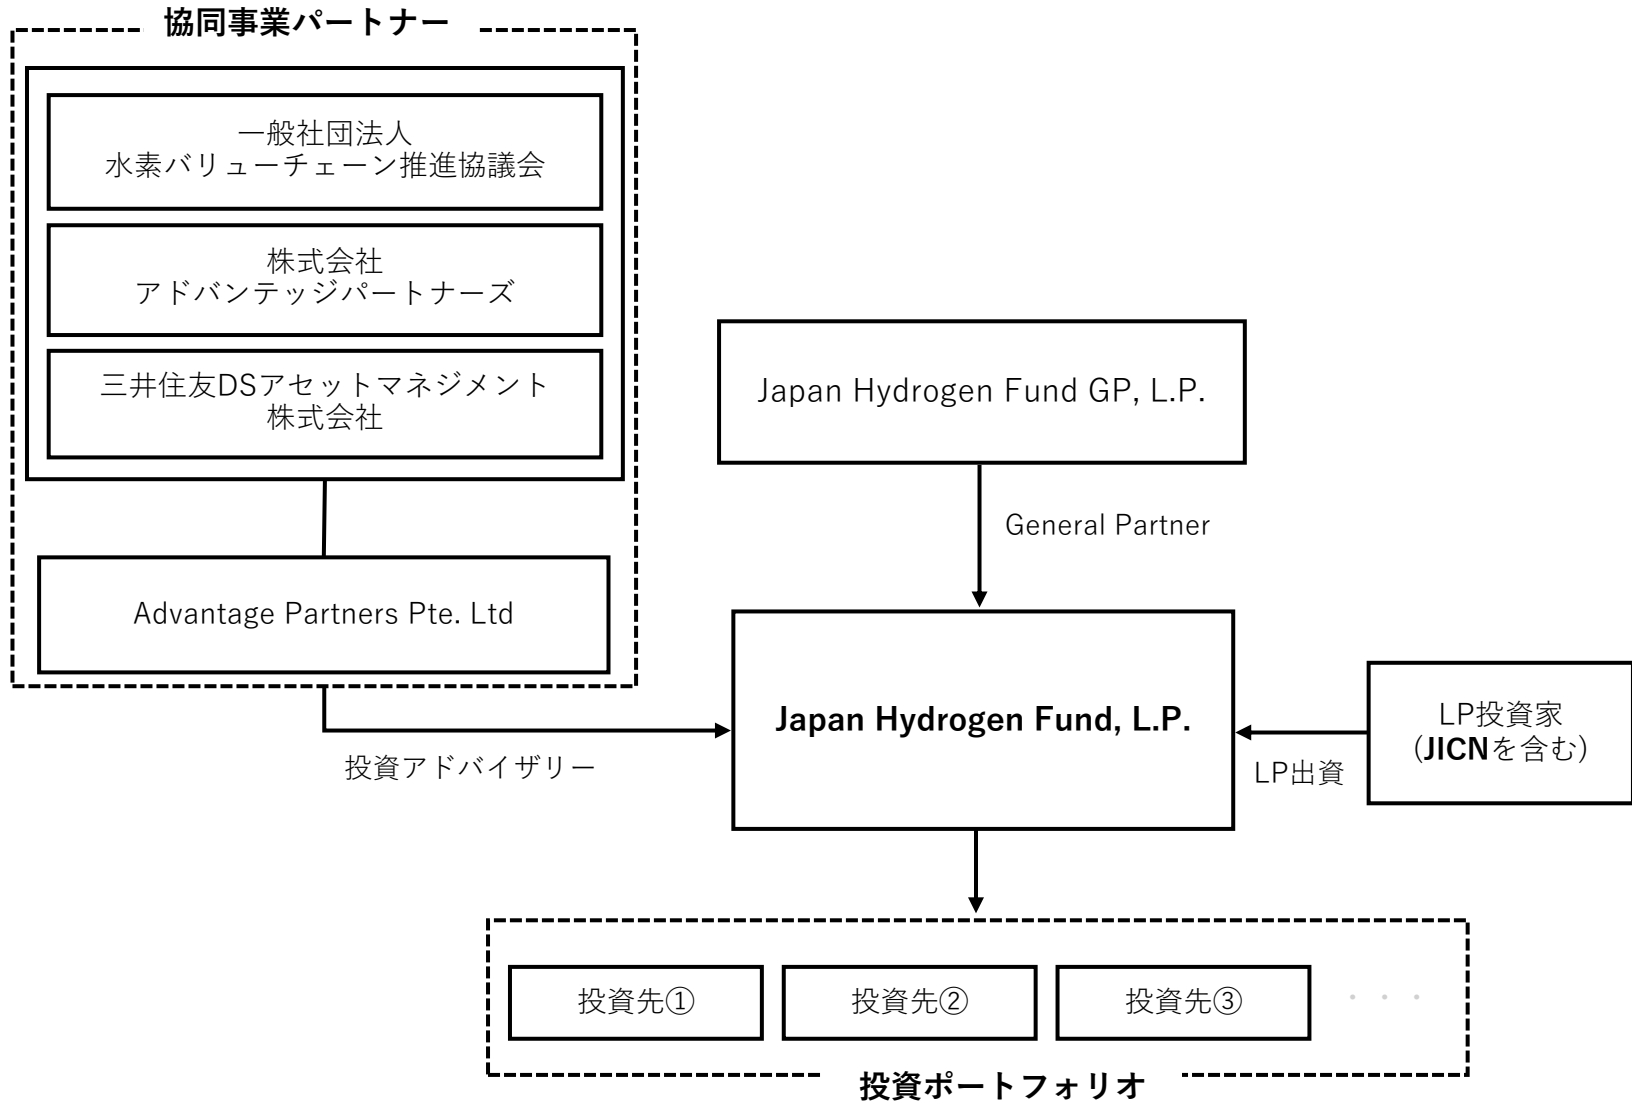 協同事業パートナー
一般社団法人
水素バリューチェーン推進協議会
株式会社
アドバンテッジパートナーズ
三井住友DSアセットマネジメント
株式会社
Advantage Partners Pte. Ltd
投資アドバイザリー
Japan Hydrogen Fund GP, L.P.
General Partner
Japan Hydrogen Fund, L.P.
LP投資家
(JICNを含む)
LP出資
投資先①
投資先②
投資先③
・・・
投資ポートフォリオ